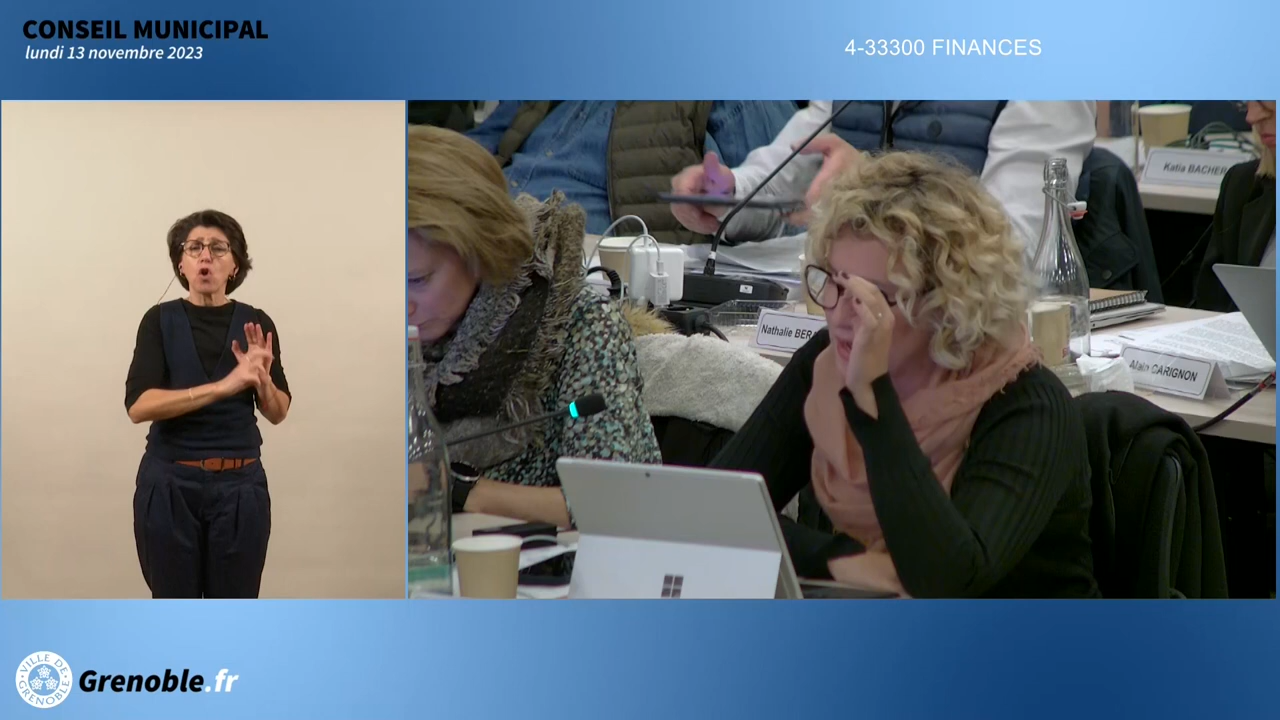 CONSEIL MUNICIPAL
lundi 13 novembre 2023
4-33300 FINANCES
Katia BACHER
Nathalie BER
Alain CARIGNON
VILLE DE GRENOBLE
Grenoble.fr